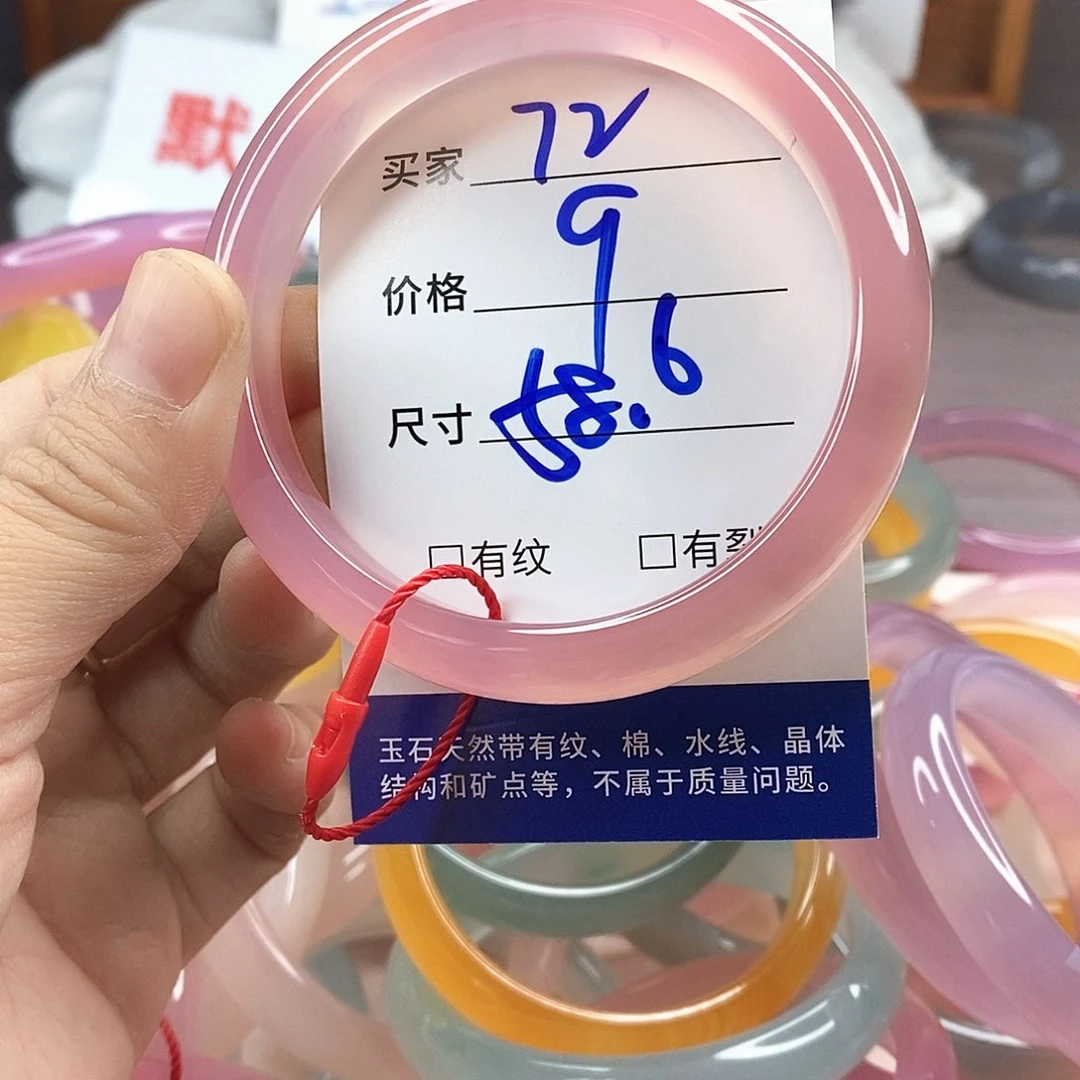 默
买家 72
价格 9
尺寸 58.6
□有纹 □有裂
玉石天然带有纹、棉、水线、晶体
结构和矿点等，不属于质量问题。